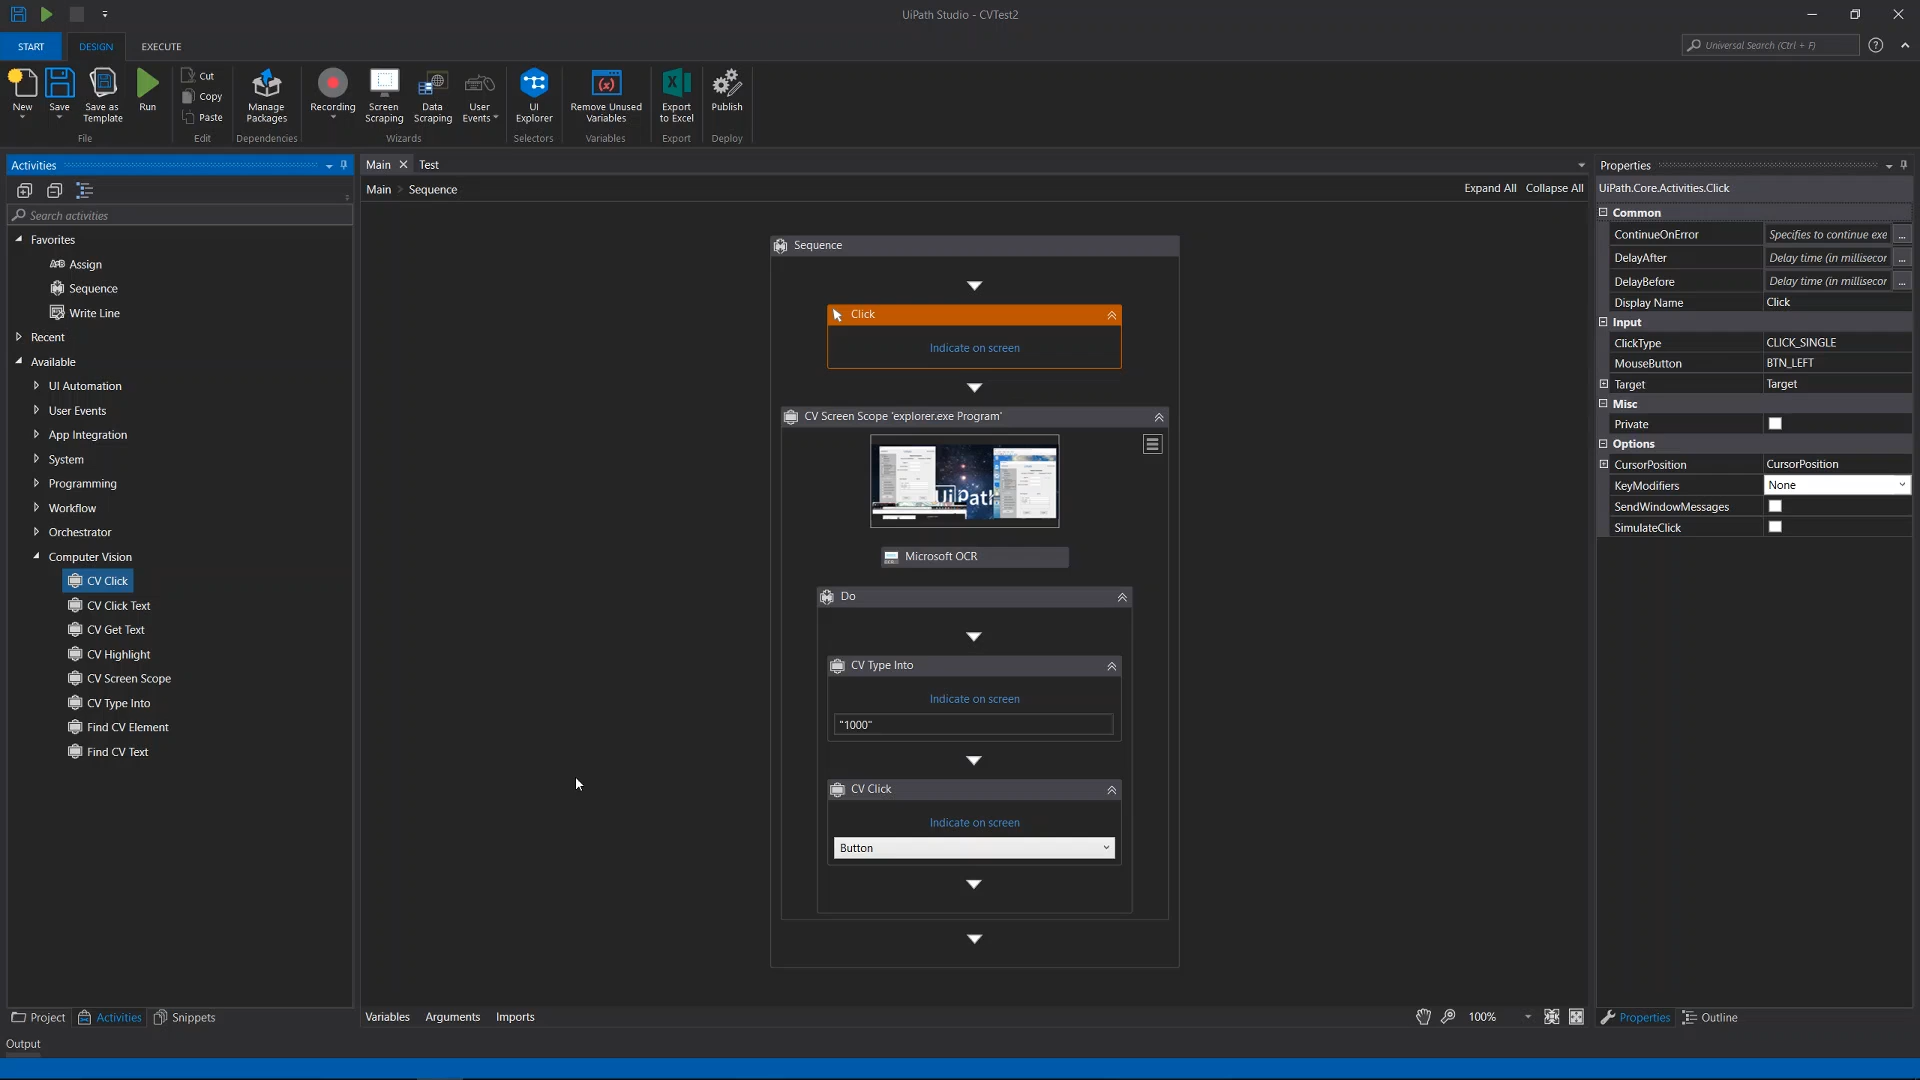 UiPath Studio - CVTest2
START
DESIGN
EXECUTE
Universal Search (Ctrl + F)
New
Save
Save as Template
Run
Cut
Copy
Paste
Manage Packages
Recording
Screen Scraping
Data Scraping
User Events
UI Explorer
Remove Unused Variables
Export to Excel
Publish
File
Edit
Dependencies
Wizards
Selectors
Variables
Export
Deploy
Activities
Search activities
Favorites
Assign
Sequence
Write Line
Recent
Available
UI Automation
User Events
App Integration
System
Programming
Workflow
Orchestrator
Computer Vision
CV Click
CV Click Text
CV Get Text
CV Highlight
CV Screen Scope
CV Type Into
Find CV Element
Find CV Text
Project
Activities
Snippets
Output
Main
Test
Main
Sequence
Expand All
Collapse All
Sequence
Click
Indicate on screen
CV Screen Scope 'explorer.exe Program'
UiPath
Microsoft OCR
Do
CV Type Into
Indicate on screen
"1000"
CV Click
Indicate on screen
Button
Variables
Arguments
Imports
100%
Properties
UiPath.Core.Activities.Click
Common
ContinueOnError
Specifies to continue exe
...
DelayAfter
Delay time (in millisecor
...
DelayBefore
Delay time (in millisecor
...
Display Name
Click
Input
ClickType
CLICK_SINGLE
MouseButton
BTN_LEFT
Target
Target
Misc
Private
Options
CursorPosition
CursorPosition
KeyModifiers
None
SendWindowMessages
SimulateClick
Properties
Outline